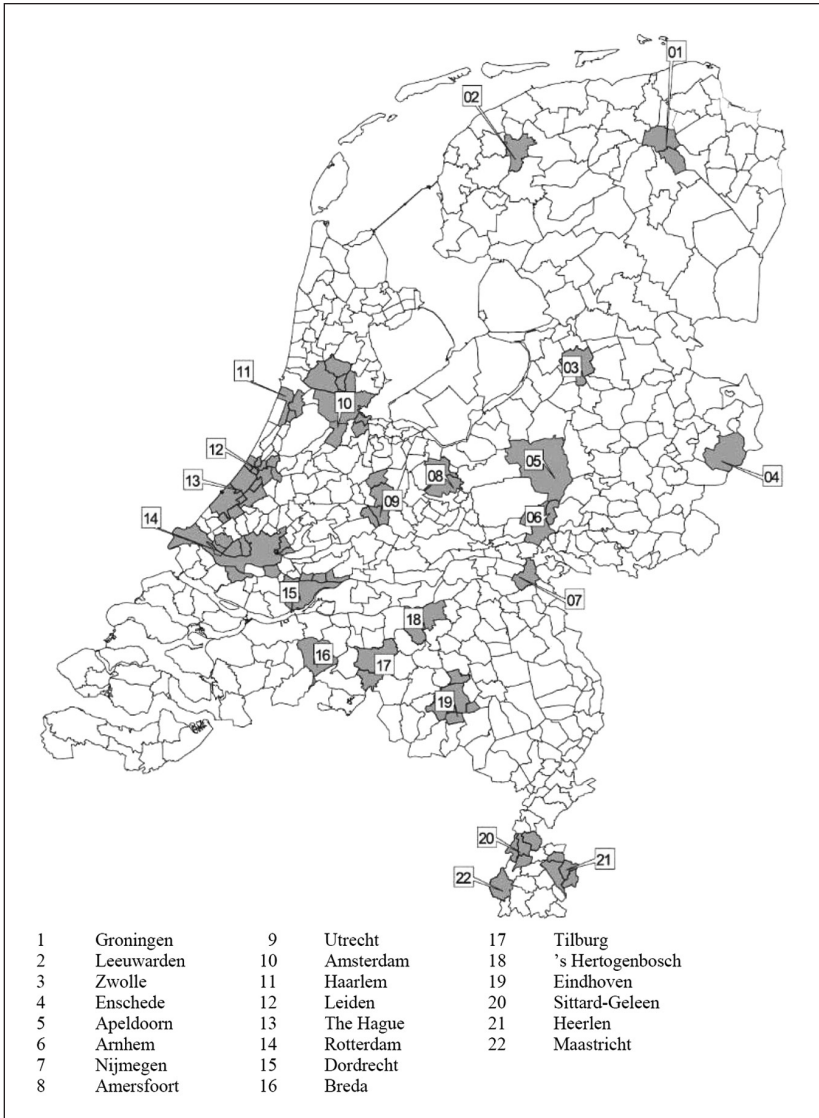 01
02
03
11
10
04
12
05
08
13
09
14
06
07
15
18
16
17
19
20
21
22
1 Groningen 9 Utrecht 17 Tilburg
2 Leeuwarden 10 Amsterdam 18 ’s Hertogenbosch
3 Zwolle 11 Haarlem 19 Eindhoven
4 Enschede 12 Leiden 20 Sittard-Geleen
5 Apeldoorn 13 The Hague 21 Heerlen
6 Arnhem 14 Rotterdam 22 Maastricht
7 Nijmegen 15 Dordrecht
8 Amersfoort 16 Breda